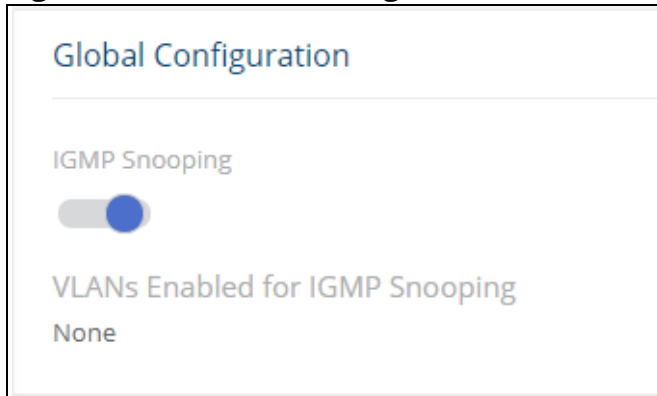 Global Configuration
IGMP Snooping
VLANs Enabled for IGMP Snooping
None